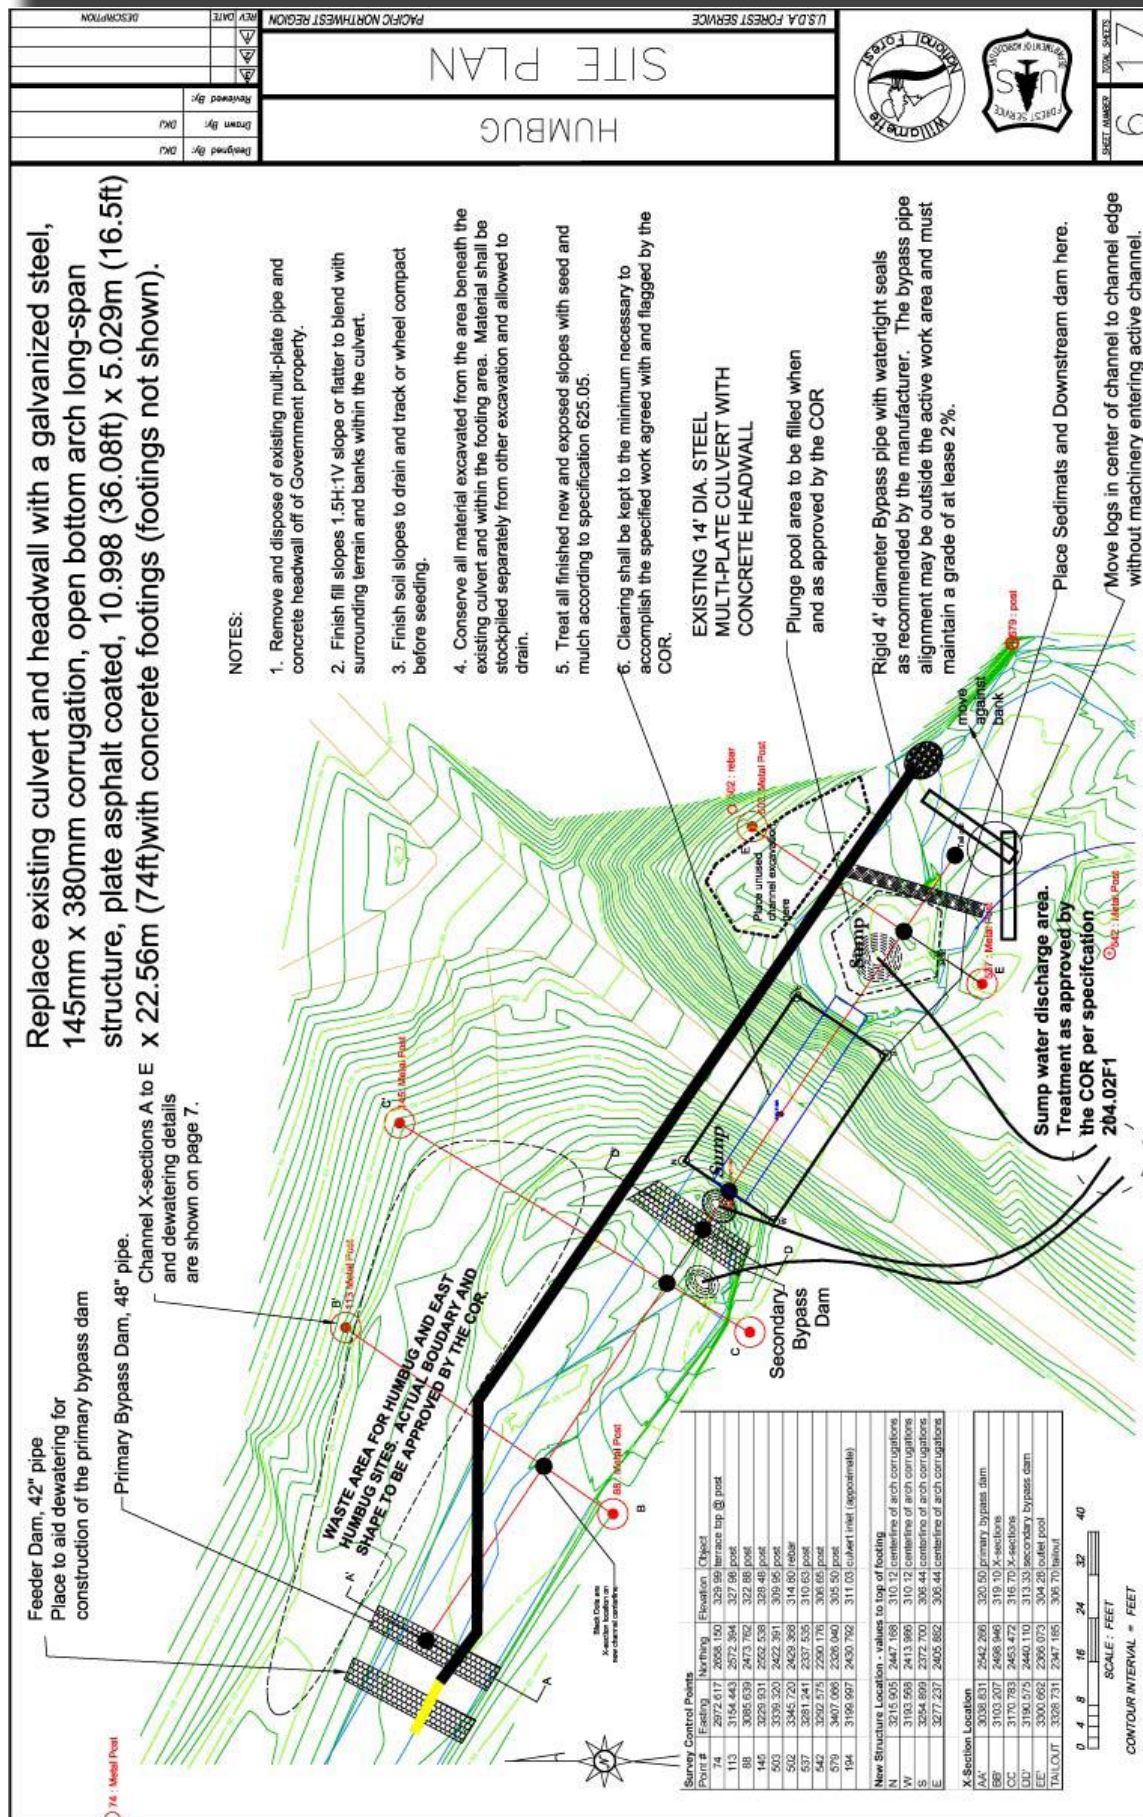 Replace existing culvert and headwall with a galvanized steel,
145mm x 380mm corrugation, open bottom arch long-span
structure, plate asphalt coated, 10.998 (36.08ft) x 5.029m (16.5ft)
x 22.56m (74ft)with concrete footings (footings not shown).
NOTES:
1. Remove and dispose of existing multi-plate pipe and
concrete headwall off of Government property.
2. Finish fill slopes 1.5H:1V slope or flatter to blend with
surrounding terrain and banks within the culvert.
3. Finish soil slopes to drain and track or wheel compact
before seeding.
4. Conserve all material excavated from the area beneath the
existing culvert and within the footing area. Material shall be
stockpiled separately from other excavation and allowed to
drain.
5. Treat all finished new and exposed slopes with seed and
mulch according to specification 625.05.
6. Clearing shall be kept to the minimum necessary to
accomplish the specified work agreed with and flagged by the
COR.
EXISTING 14' DIA. STEEL
MULTI-PLATE CULVERT WITH
CONCRETE HEADWALL
Plunge pool area to be filled when
and as approved by the COR
Rigid 4' diameter Bypass pipe with watertight seals
as recommended by the manufacturer. The bypass pipe
alignment may be outside the active work area and must
maintain a grade of at lease 2%.
Place Sedimats and Downstream dam here.
Move logs in center of channel to channel edge
without machinery entering active channel.
Feeder Dam, 42" pipe
Place to aid dewatering for
construction of the primary bypass dam
Primary Bypass Dam, 48" pipe.
Channel X-sections A to E
and dewatering details
are shown on page 7.
74 : Metal Post
B'
113 Metal Post
C'
145: Metal Post
WASTE AREA FOR HUMBUG AND EAST
HUMBUG SITES. ACTUAL BOUDARY AND
SHAPE TO BE APPROVED BY THE COR.
A'
A
Black Dots are
X-section location on
new channel centerline
88 : Metal Post
B
C
D'
D
Secondary
Bypass
Dam
Sump
N
W
Sump
Place unused
channel excavation
here
E'
502 : rebar
503: Metal Post
move
against
bank
579 : post
537 : Metal Post
E
542 : Metal Post
Sump water discharge area.
Treatment as approved by
the COR per specifcation
204.02F1
N
Survey Control Points
Point # Easting Northing Elevation Object
74 2972.617 2658.150 329.99 terrace top @ post
113 3154.443 2572.394 327.98 post
88 3085.639 2473.762 322.88 post
145 3229.931 2552.538 328.48 post
503 3339.320 2422.391 309.95 post
502 3345.720 2429.368 314.80 rebar
537 3281.241 2337.535 310.63 post
542 3292.575 2290.176 306.65 post
579 3407.066 2326.040 305.50 post
194 3199.997 2430.792 311.03 culvert inlet (approximate)
New Structure Location - values to top of footing
N 3215.905 2447.168 310.12 centerline of arch corrugations
W 3193.568 2413.986 310.12 centerline of arch corrugations
S 3254.899 2372.700 306.44 centerline of arch corrugations
E 3277.237 2405.882 306.44 centerline of arch corrugations
X-Section Location
AA' 3038.831 2542.266 320.50 primary bypass dam
BB' 3103.207 2496.946 319.10 X-sections
CC 3170.783 2453.472 316.70 X-sections
DD' 3190.575 2440.110 313.33 secondary bypass dam
EE' 3300.662 2366.073 304.26 outlet pool
TAILOUT 3328.731 2347.185 306.70 tailout
0 4 8 16 24 32 40
SCALE : FEET
CONTOUR INTERVAL = FEET
REV DATE DESCRIPTION
Designed By: DKJ
Drawn By: DKJ
Reviewed By:
U.S.D.A. FOREST SERVICE PACIFIC NORTHWEST REGION
SITE PLAN
HUMBUG
Willamette
National Forest
FOREST SERVICE
US
DEPARTMENT OF AGRICULTURE
SHEET NUMBER TOTAL SHEETS
6 17